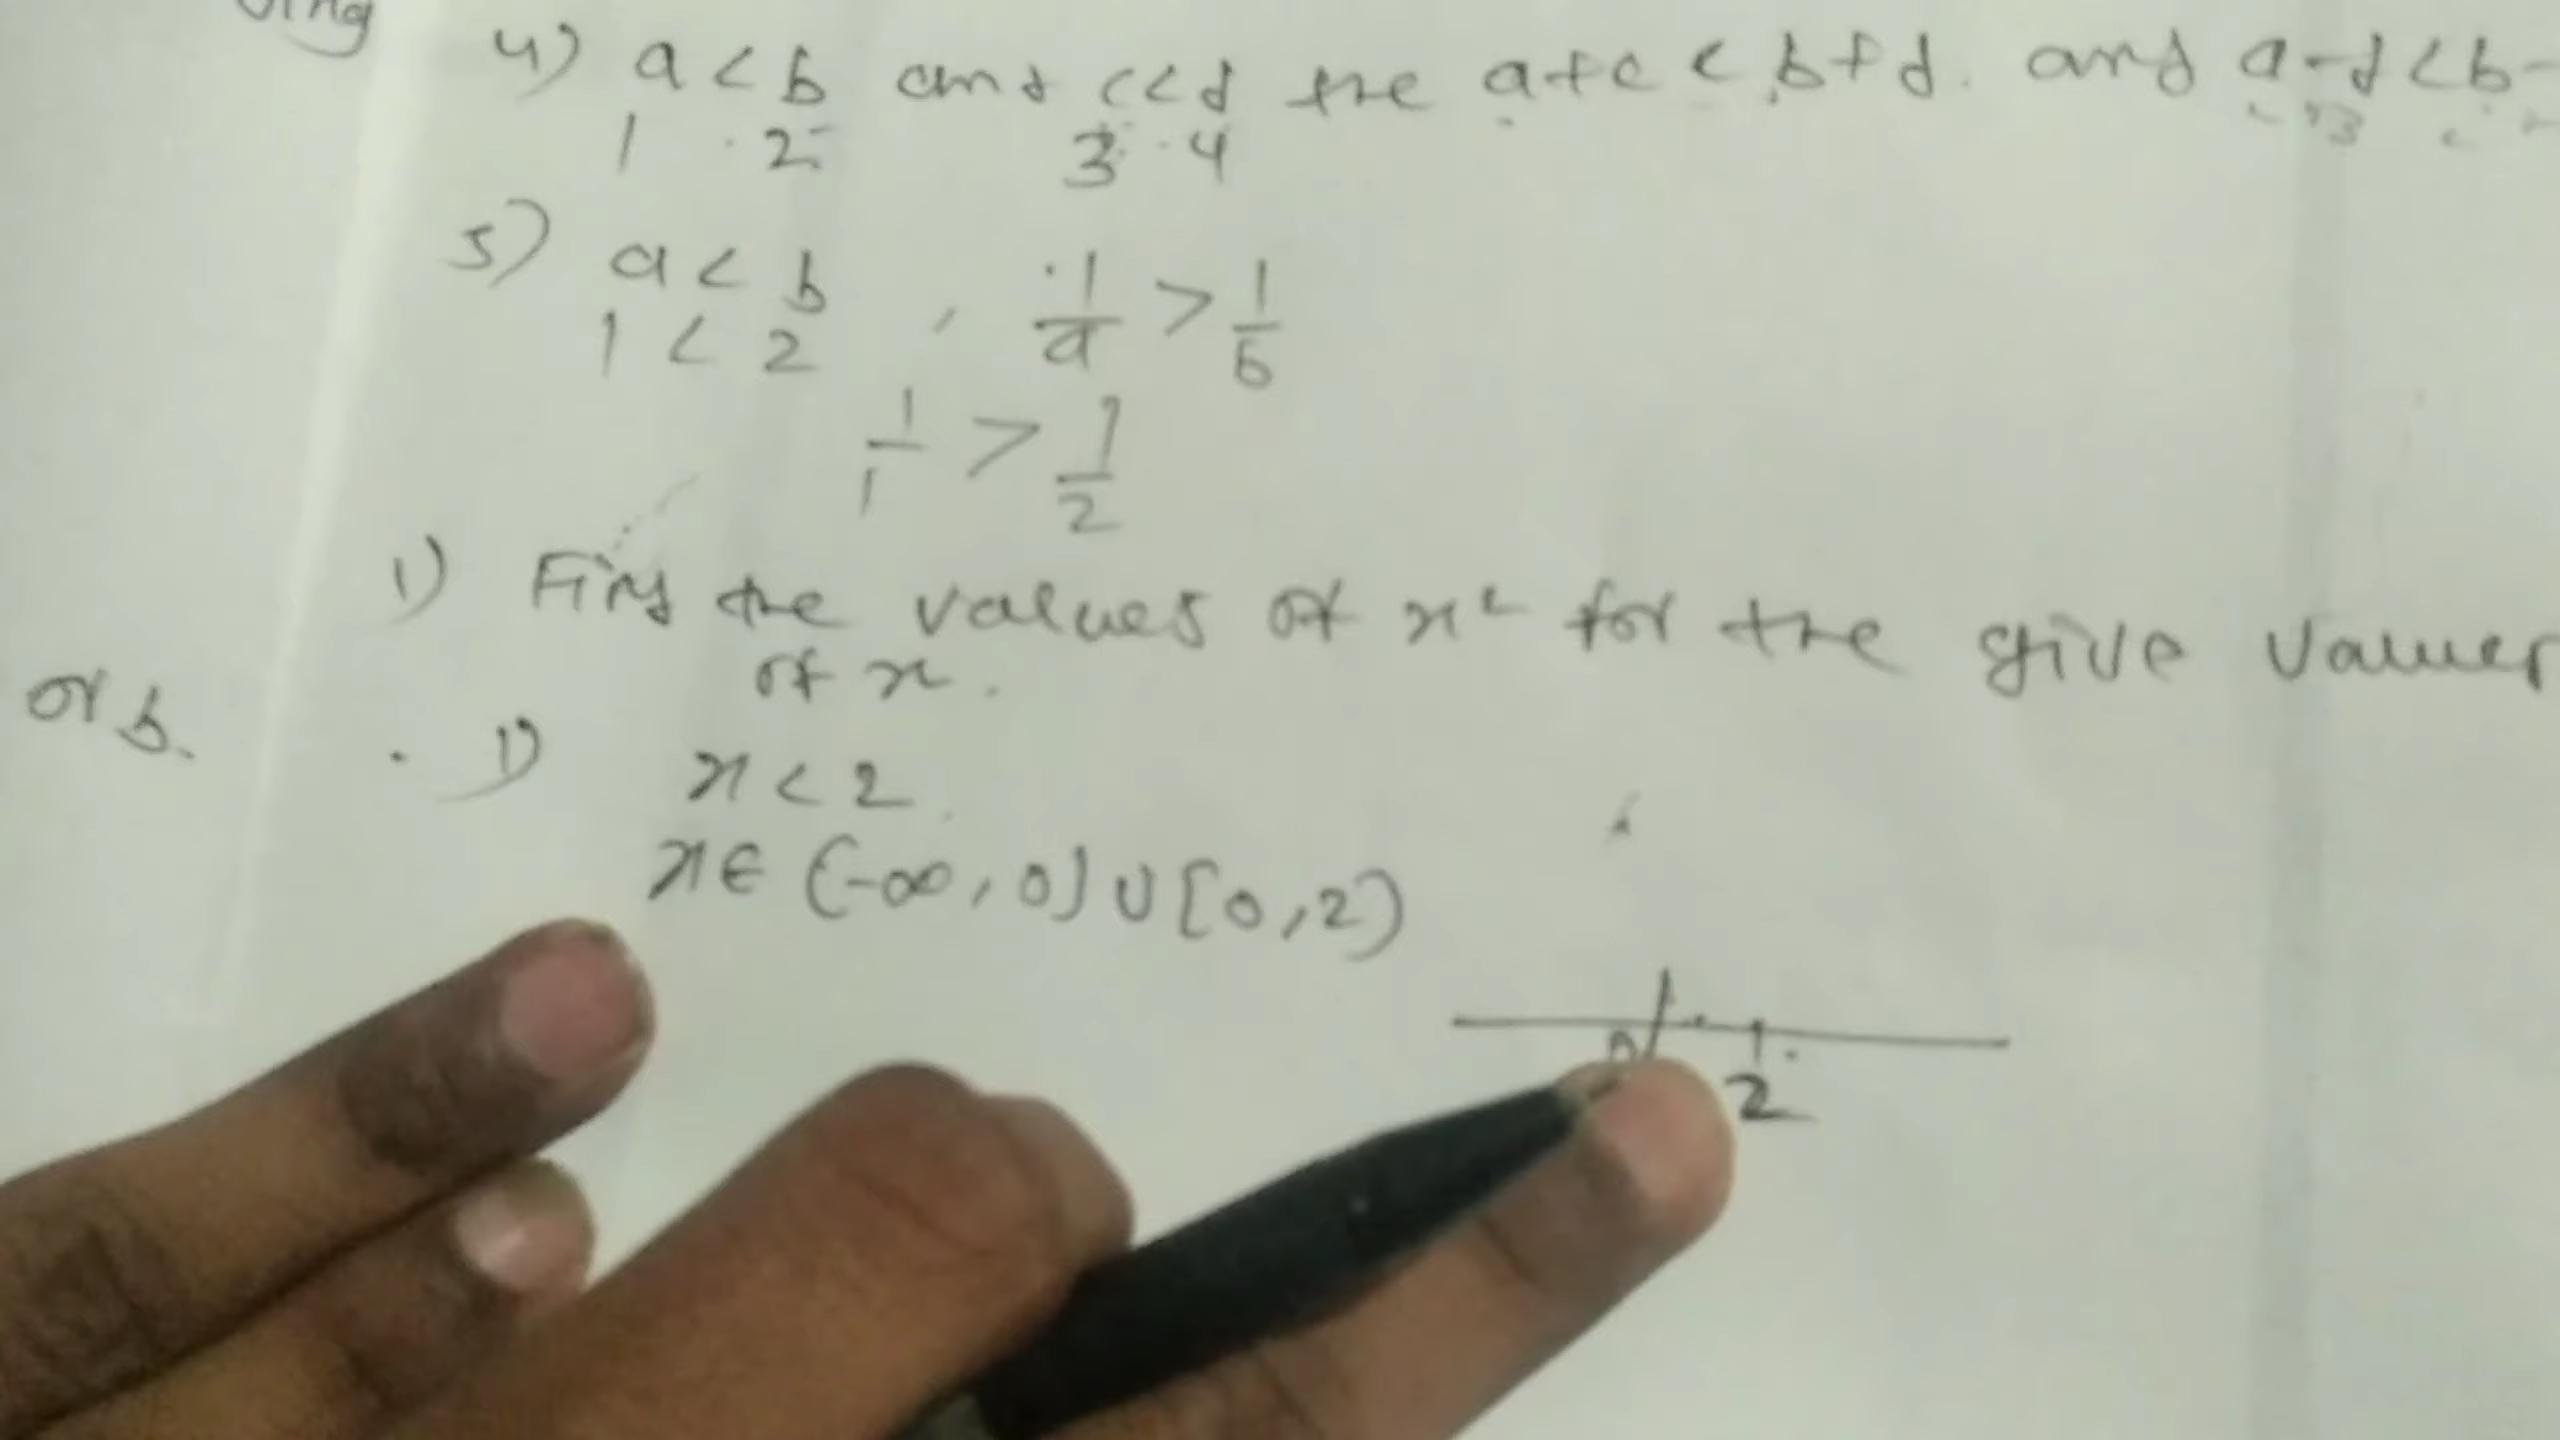 4) a < b and c < d the a+c < b+d. and a-d < b-
1 2 3 4
5) a < b , 1/a > 1/b
1 < 2
1/1 > 1/2
1) Find the values of x² for the give values
of x.
or b.
1) x < 2
x ∈ (-∞, 0] ∪ [0, 2)
0 2